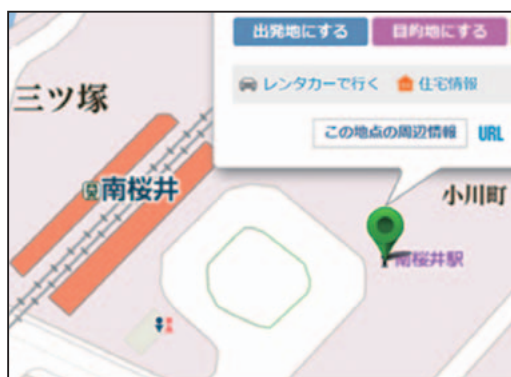 出発地にする
目的地にする
レンタカーで行く
住宅情報
この地点の周辺情報
URL
三ツ塚
南桜井
小川町
南桜井駅